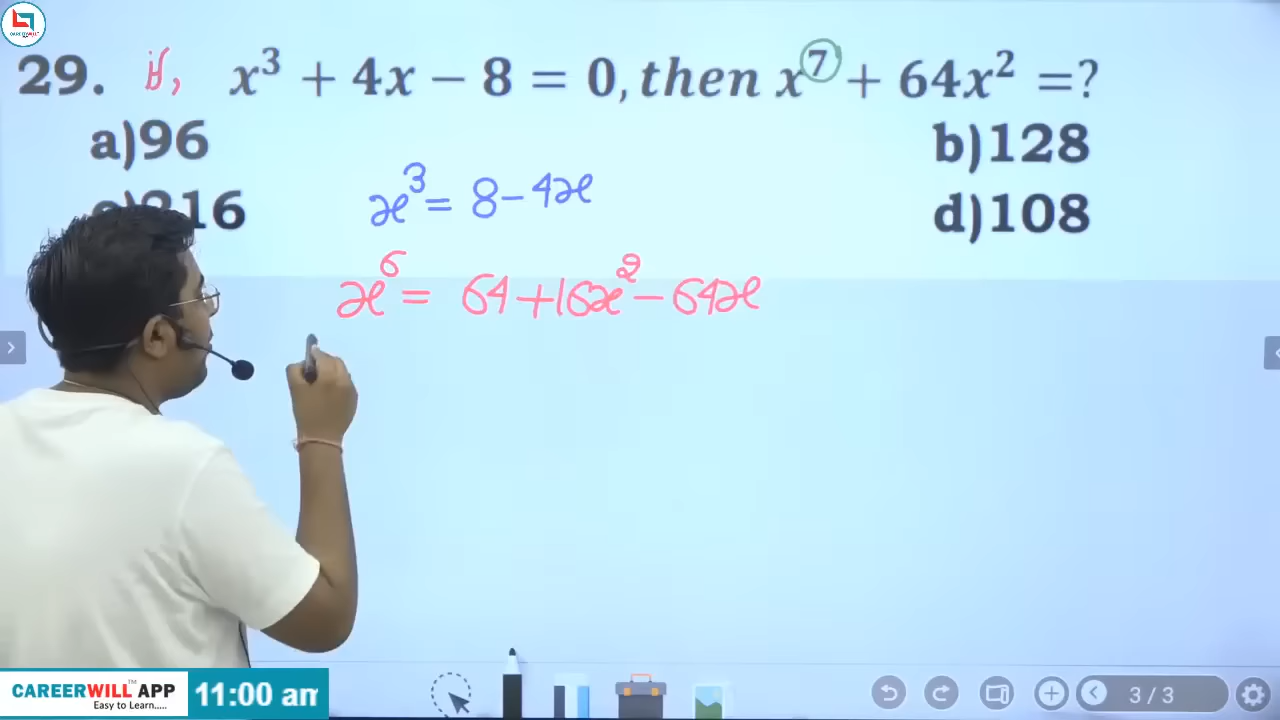 CAREERWILL
29. if, x³ + 4x − 8 = 0, then x⁷ + 64x² =?
a)96 b)128
216 d)108
x³ = 8 − 4x
x⁶ = 64 + 16x² − 64x
CAREERWILL™ APP
Easy to Learn.....
11:00 am
3 / 3